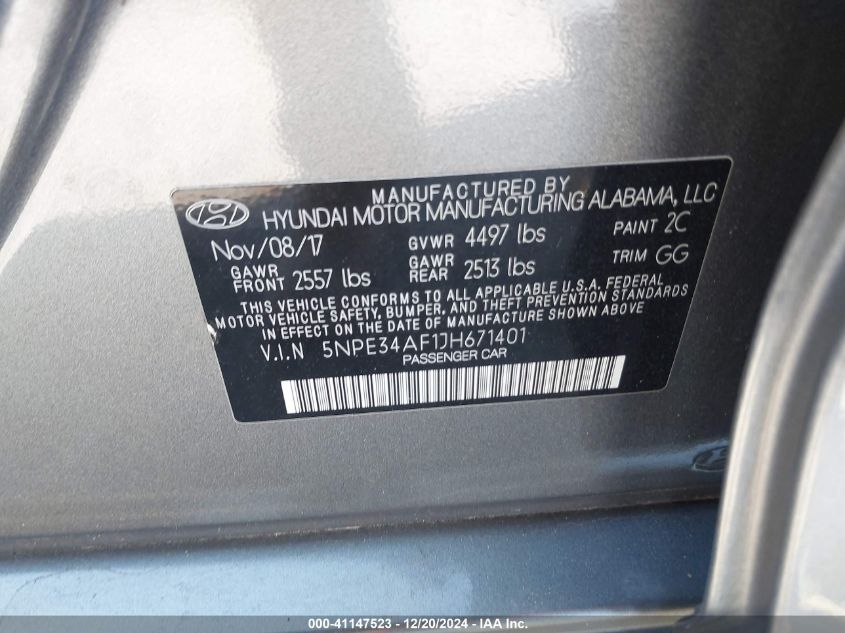 MANUFACTURED BY
HYUNDAI MOTOR MANUFACTURING ALABAMA, LLC
Nov/08/17 GVWR 4497 lbs PAINT 2C
GAWR FRONT 2557 lbs GAWR REAR 2513 lbs TRIM GG
THIS VEHICLE CONFORMS TO ALL APPLICABLE U.S.A. FEDERAL
MOTOR VEHICLE SAFETY, BUMPER, AND THEFT PREVENTION STANDARDS
IN EFFECT ON THE DATE OF MANUFACTURE SHOWN ABOVE
V.I.N 5NPE34AF1JH671401
PASSENGER CAR
000-41147523 - 12/20/2024 - IAA Inc.